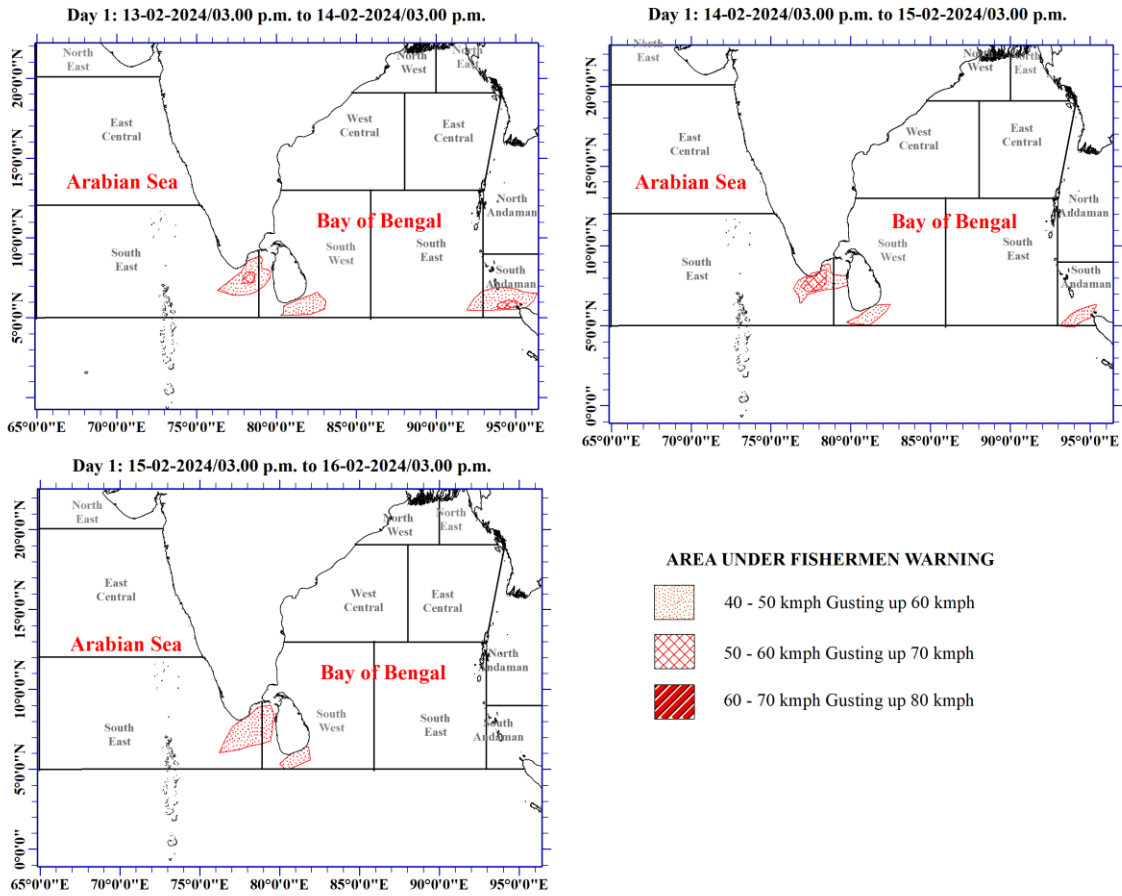 Day 1: 13-02-2024/03.00 p.m. to 14-02-2024/03.00 p.m.
North
East
North
West
North
East
East
Central
West
Central
East
Central
Arabian Sea
Bay of Bengal
North
Andaman
South
East
South
West
South
East
South
Andaman
20°0'0"N
15°0'0"N
10°0'0"N
5°0'0"N
0°0'0"
65°0'0"E 70°0'0"E 75°0'0"E 80°0'0"E 85°0'0"E 90°0'0"E 95°0'0"E
Day 1: 14-02-2024/03.00 p.m. to 15-02-2024/03.00 p.m.
North
East
North
West
North
East
East
Central
West
Central
East
Central
Arabian Sea
Bay of Bengal
North
Andaman
South
East
South
West
South
East
South
Andaman
20°0'0"N
15°0'0"N
10°0'0"N
5°0'0"N
0°0'0"
65°0'0"E 70°0'0"E 75°0'0"E 80°0'0"E 85°0'0"E 90°0'0"E 95°0'0"E
Day 1: 15-02-2024/03.00 p.m. to 16-02-2024/03.00 p.m.
North
East
North
West
North
East
East
Central
West
Central
East
Central
Arabian Sea
Bay of Bengal
North
Andaman
South
East
South
West
South
East
South
Andaman
20°0'0"N
15°0'0"N
10°0'0"N
5°0'0"N
0°0'0"
65°0'0"E 70°0'0"E 75°0'0"E 80°0'0"E 85°0'0"E 90°0'0"E 95°0'0"E
AREA UNDER FISHERMEN WARNING
40 - 50 kmph Gusting up 60 kmph
50 - 60 kmph Gusting up 70 kmph
60 - 70 kmph Gusting up 80 kmph